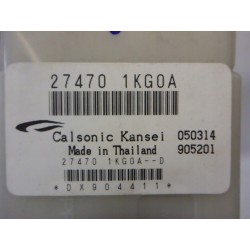 27470 1KG0A
Calsonic Kansei 050314
Made in Thailand 905201
27470 1KG0A--D
*DX904411*